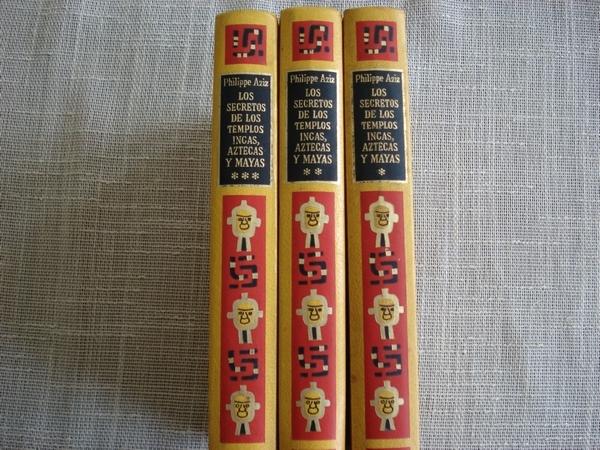 Philippe Aziz
LOS
SECRETOS
DE LOS
TEMPLOS
INCAS,
AZTECAS
Y MAYAS
***
Philippe Aziz
LOS
SECRETOS
DE LOS
TEMPLOS
INCAS,
AZTECAS
Y MAYAS
**
Philippe Aziz
LOS
SECRETOS
DE LOS
TEMPLOS
INCAS,
AZTECAS
Y MAYAS
*